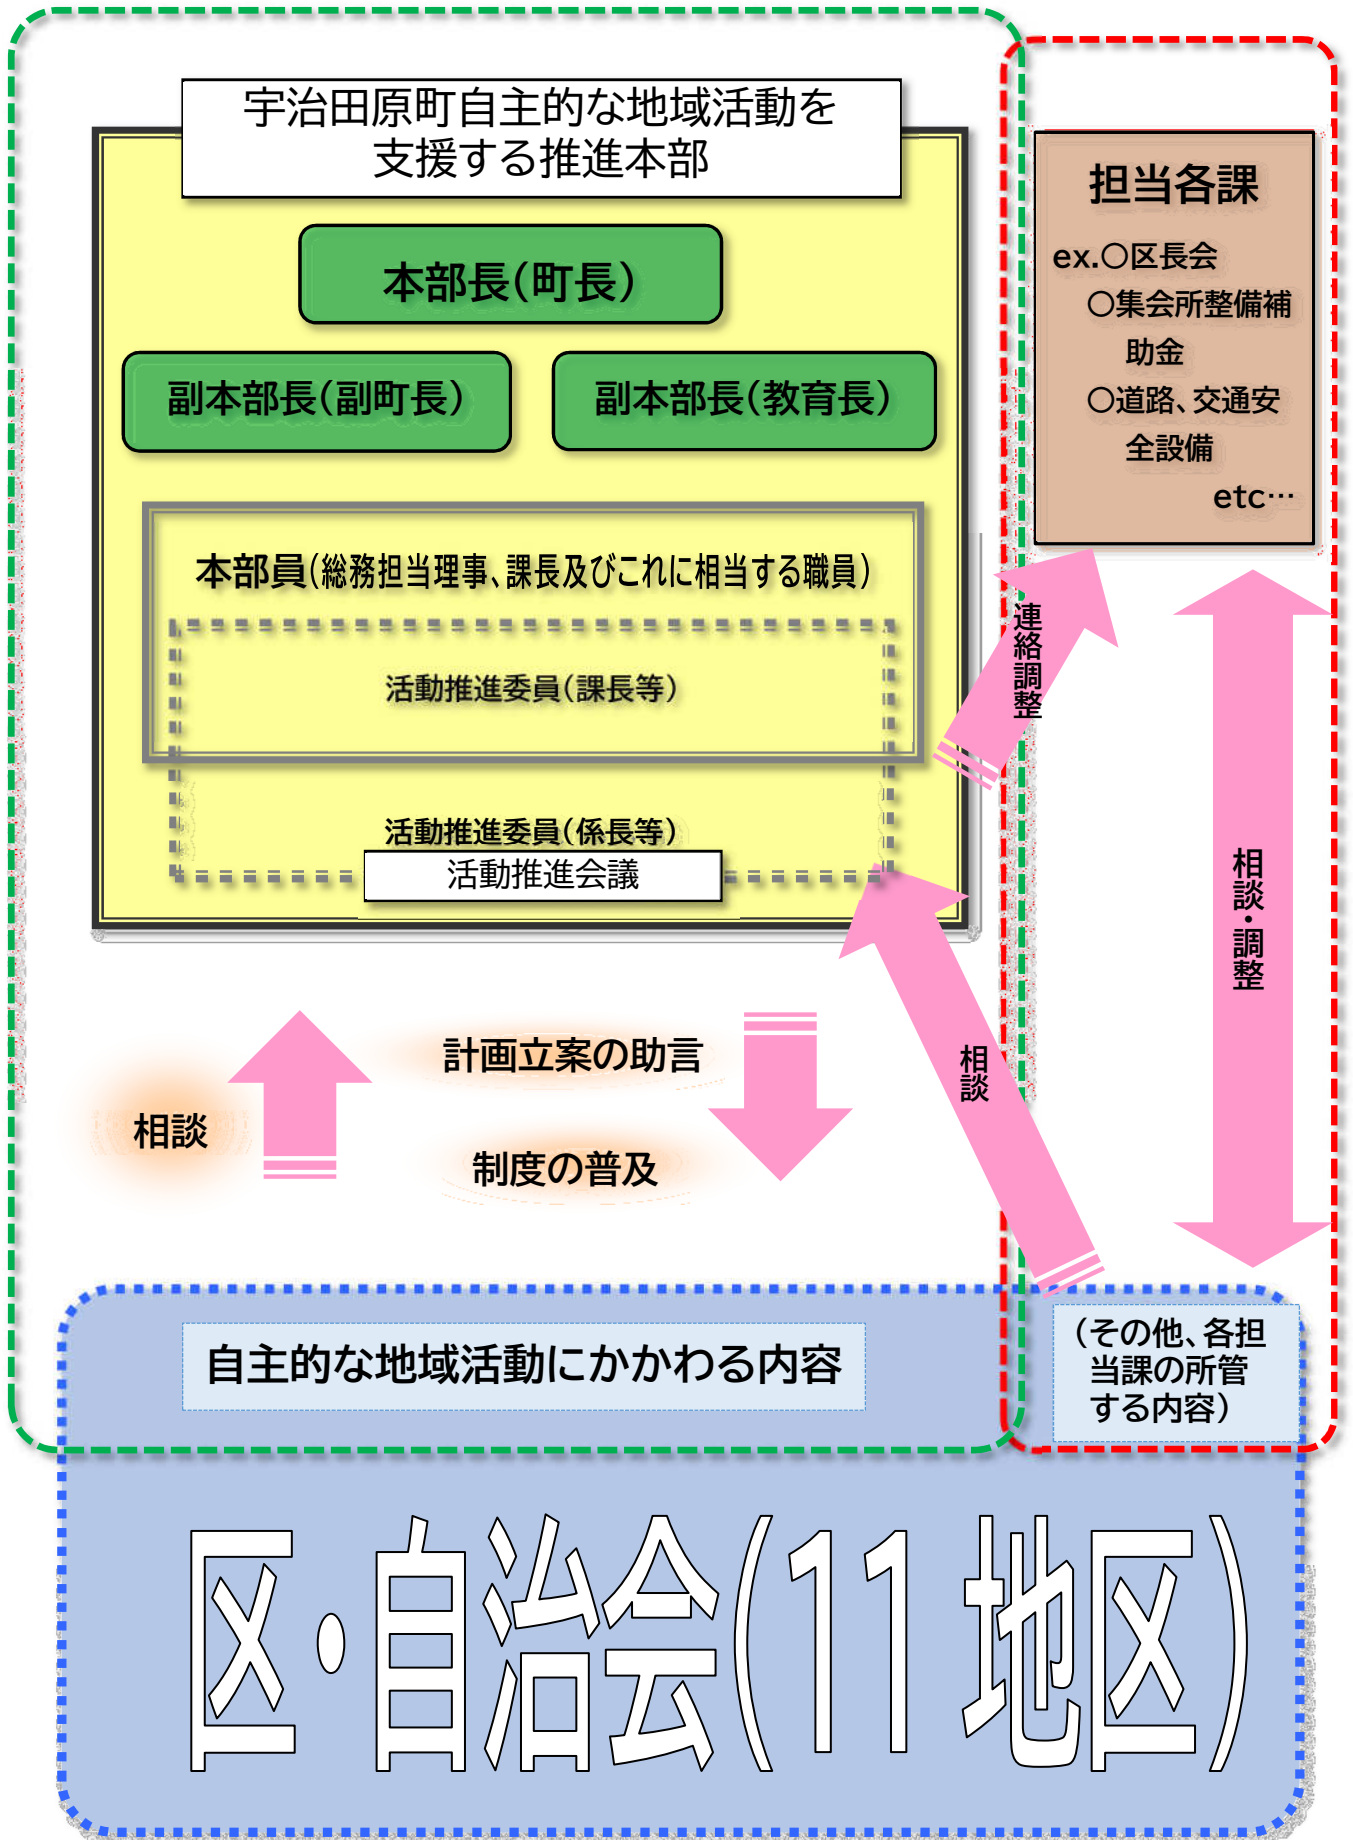 宇治田原町自主的な地域活動を
支援する推進本部
本部長(町長)
副本部長(副町長)
副本部長(教育長)
本部員(総務担当理事、課長及びこれに相当する職員)
活動推進委員(課長等)
活動推進委員(係長等)
活動推進会議
担当各課
ex.○区長会
○集会所整備補
助金
○道路、交通安
全設備
etc…
連絡調整
相談・調整
相談
相談
計画立案の助言
制度の普及
自主的な地域活動にかかわる内容
(その他、各担
当課の所管
する内容)
区・自治会(11 地区)